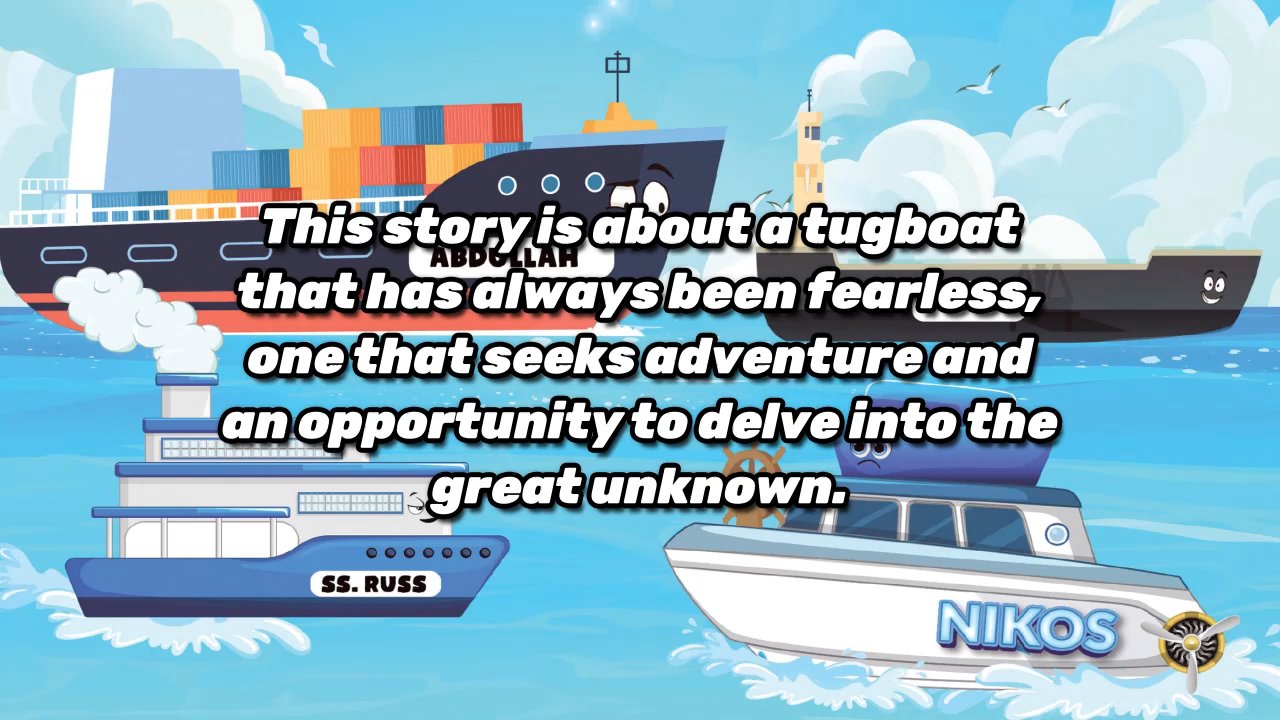 This story is about a tugboat
ABDULLAH
that has always been fearless,
one that seeks adventure and
an opportunity to delve into the
great unknown.
SS. RUSS
NIKOS